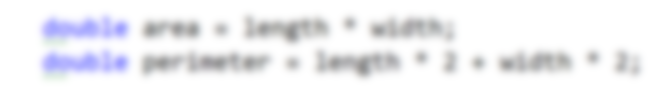 double area = length * width;
double perimeter = length * 2 + width * 2;